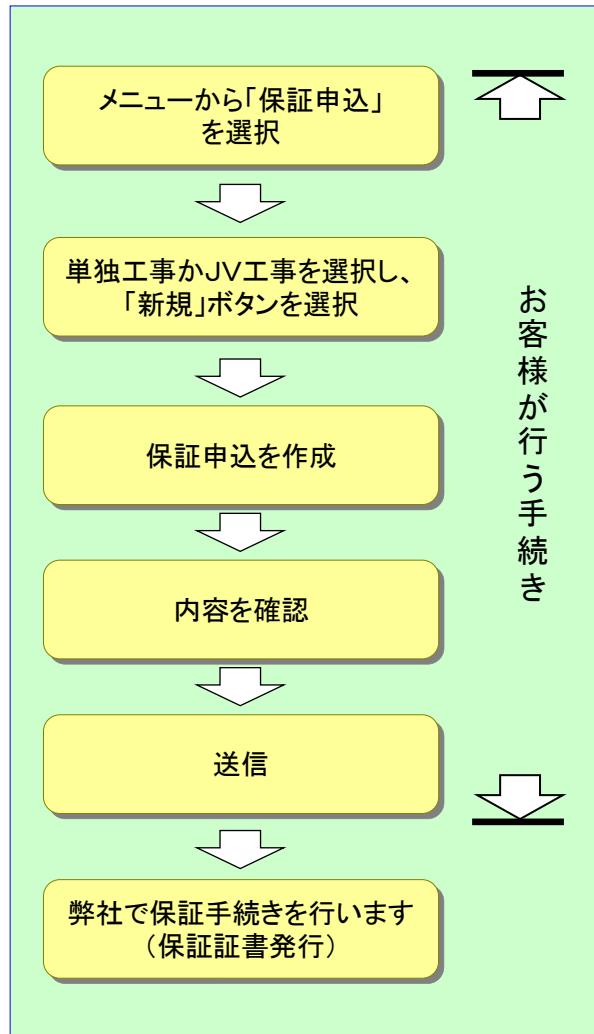 メニューから「保証申込」
を選択
単独工事かJV工事を選択し、
「新規」ボタンを選択
保証申込を作成
内容を確認
送信
弊社で保証手続きを行います
（保証証書発行）
お客様が行う手続き